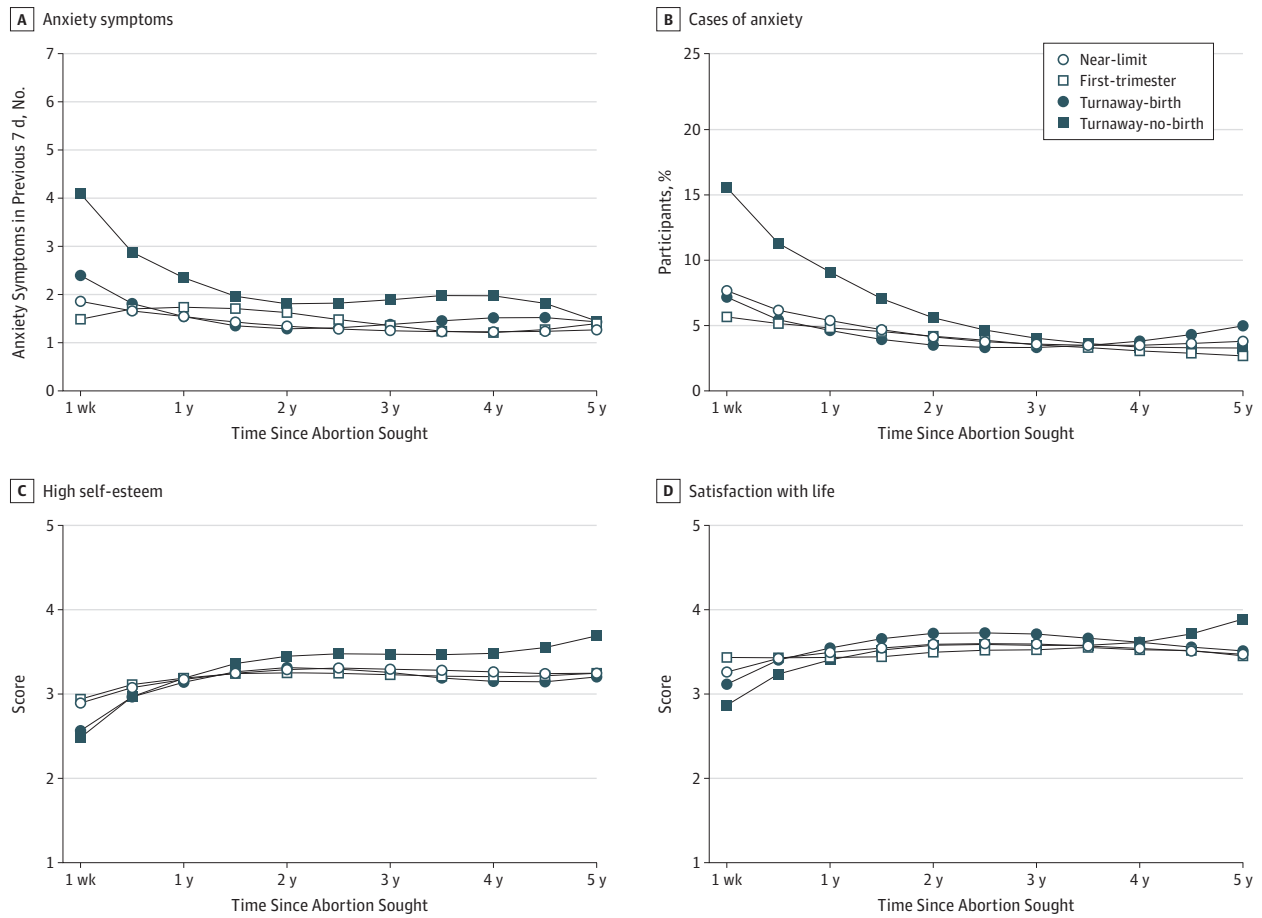 A Anxiety symptoms
7
6
5
4
3
2
1
0
Anxiety Symptoms in Previous 7 d, No.
1 wk 1 y 2 y 3 y 4 y 5 y
Time Since Abortion Sought
B Cases of anxiety
25
20
15
10
5
0
Participants, %
Near-limit
First-trimester
Turnaway-birth
Turnaway-no-birth
1 wk 1 y 2 y 3 y 4 y 5 y
Time Since Abortion Sought
C High self-esteem
5
4
3
2
1
Score
1 wk 1 y 2 y 3 y 4 y 5 y
Time Since Abortion Sought
D Satisfaction with life
5
4
3
2
1
Score
1 wk 1 y 2 y 3 y 4 y 5 y
Time Since Abortion Sought